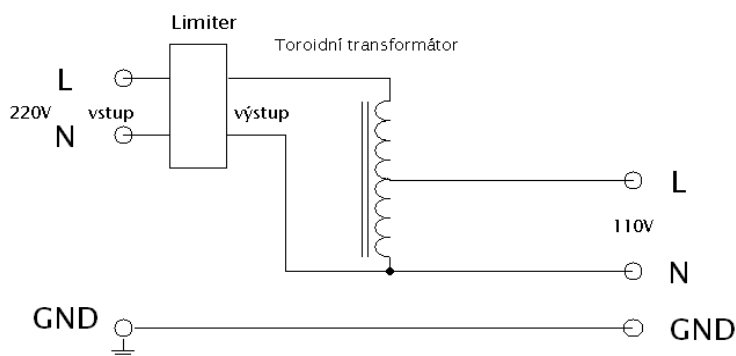 Limiter
Toroidní transformátor
L
220V
vstup
výstup
N
L
110V
N
GND
GND